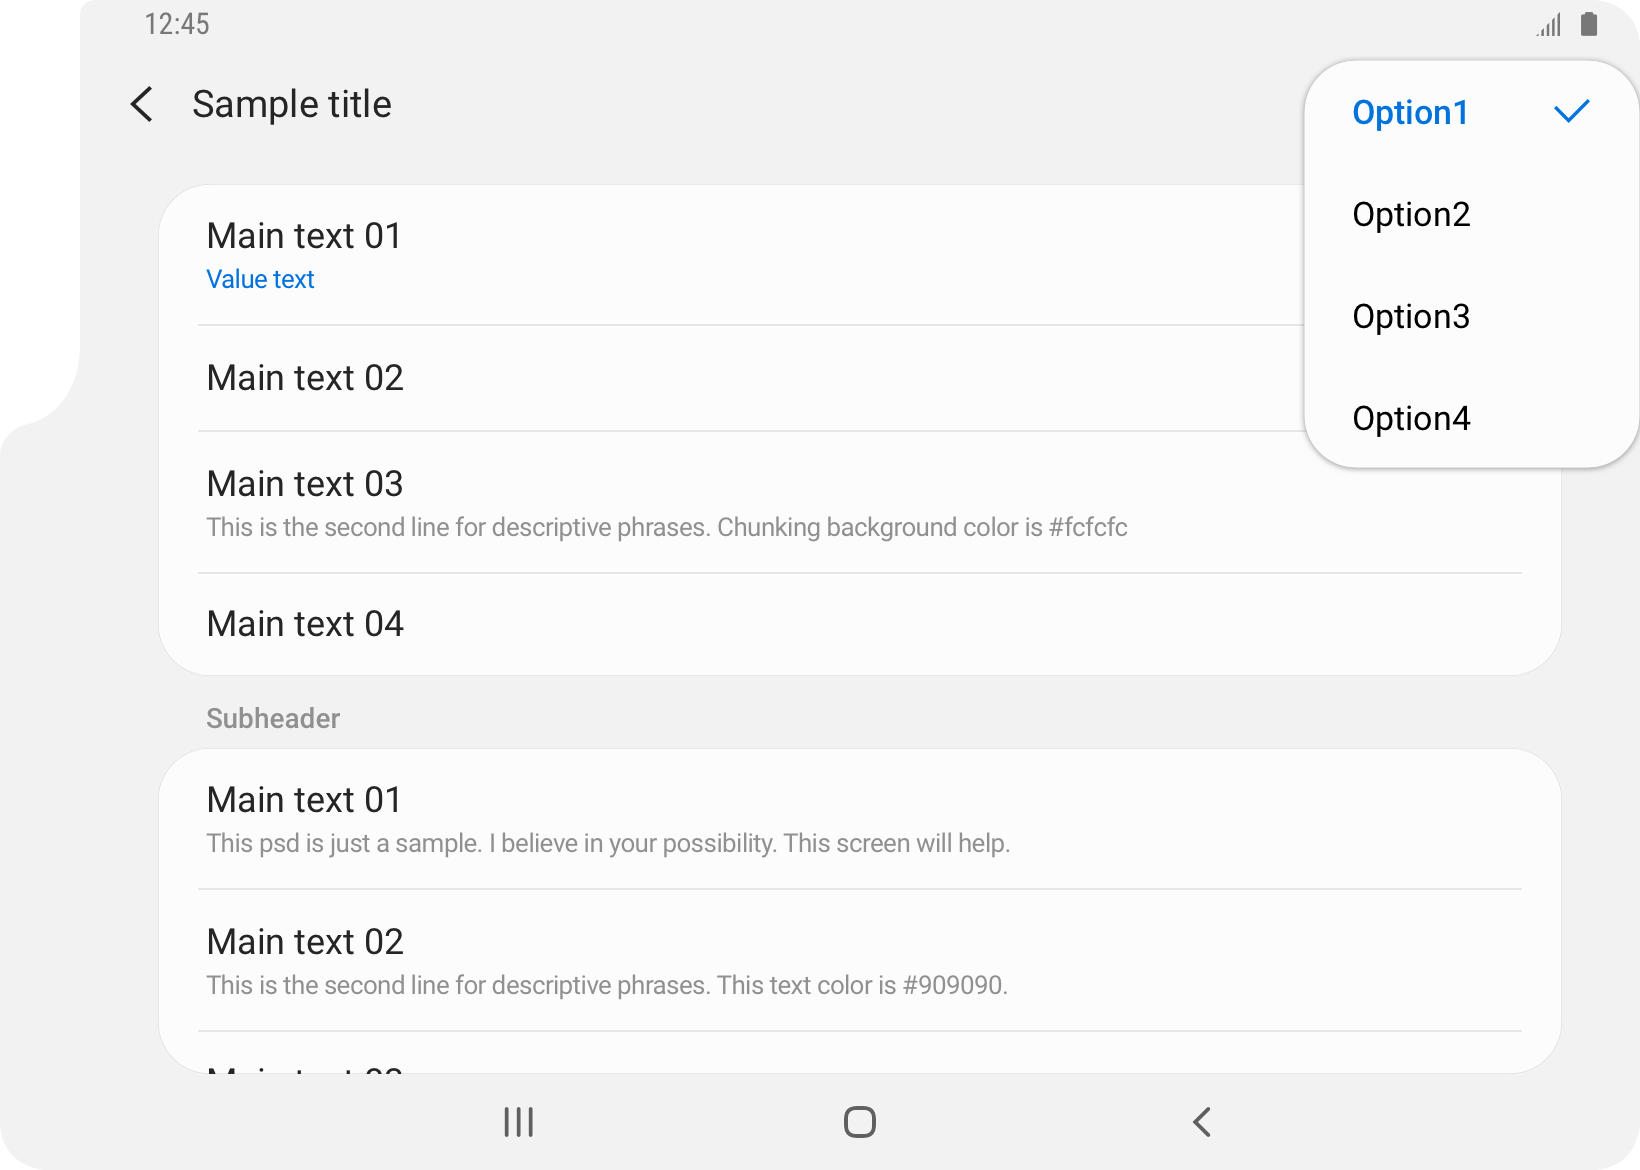 12:45
Sample title
Option1
Option2
Option3
Option4
Main text 01
Value text
Main text 02
Main text 03
This is the second line for descriptive phrases. Chunking background color is #fcfcfc
Main text 04
Subheader
Main text 01
This psd is just a sample. I believe in your possibility. This screen will help.
Main text 02
This is the second line for descriptive phrases. This text color is #909090.